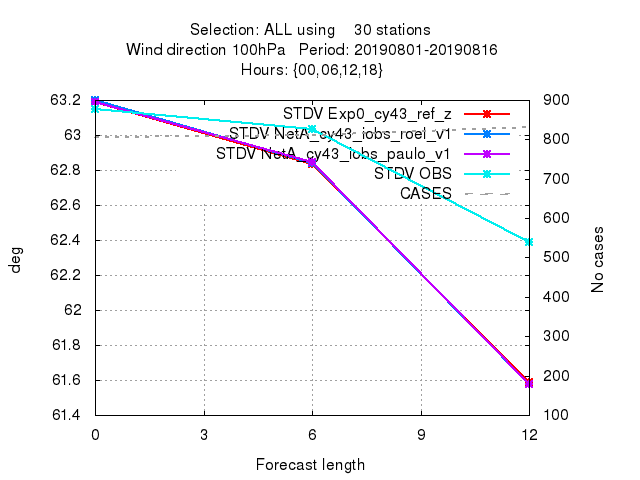 Selection: ALL using 30 stations
Wind direction 100hPa Period: 20190801-20190816
Hours: {00,06,12,18}
63.2 900
STDV Exp0_cy43_ref_z
63 800
STDV NetA_cy43_iobs_roel_v1
STDV NetA_cy43_iobs_paulo_v1
62.8 700
STDV OBS
CASES
62.6 600
62.4 500
62.2 400
62 300
61.8
61.6 200
61.4 100
deg
No cases
0 3 6 9 12
Forecast length